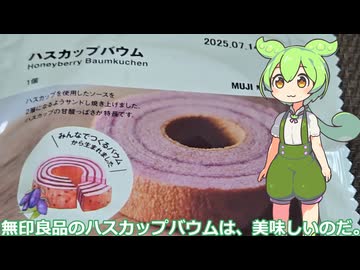 ハスカップバウム
Honeyberry Baumkuchen
2025.07.14
1個
MUJI
ハスカップを使用したソースを
2層になるようサンドし焼き上げました。
ハスカップの甘酸っぱさが特長です。
みんなでつくるバウム
から生まれました
無印良品のハスカップバウムは、美味しいのだ。